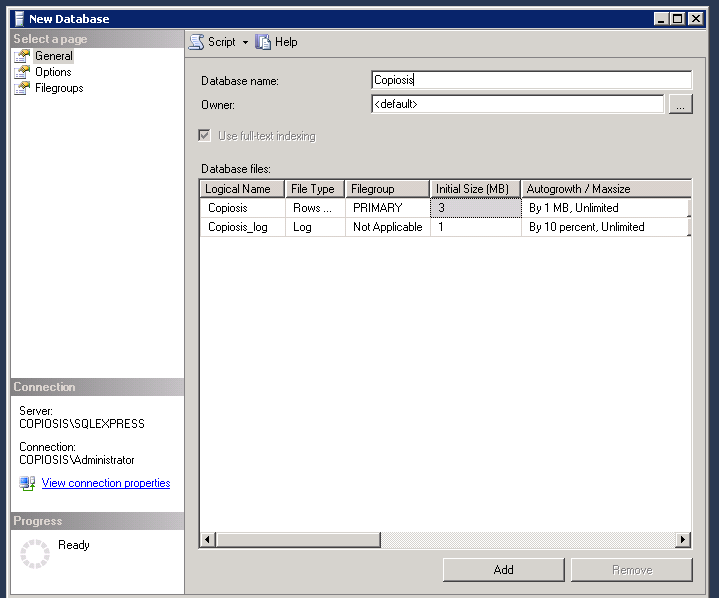 New Database
Select a page
General
Options
Filegroups
Script Help
Database name: Copiosis
Owner: <default> ...
Use full-text indexing
Database files:
Logical Name File Type Filegroup Initial Size (MB) Autogrowth / Maxsize
Copiosis Rows ... PRIMARY 3 By 1 MB, Unlimited
Copiosis_log Log Not Applicable 1 By 10 percent, Unlimited
Connection
Server:
COPIOSIS\SQLEXPRESS
Connection:
COPIOSIS\Administrator
View connection properties
Progress
Ready
Add Remove